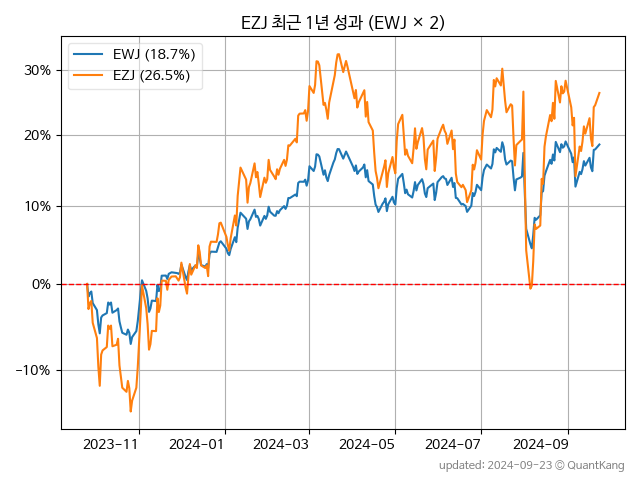 EZJ 최근 1년 성과 (EWJ × 2)
EWJ (18.7%)
EZJ (26.5%)
30%
20%
10%
0%
−10%
2023−11
2024−01
2024−03
2024−05
2024−07
2024−09
updated: 2024−09−23 © QuantKang